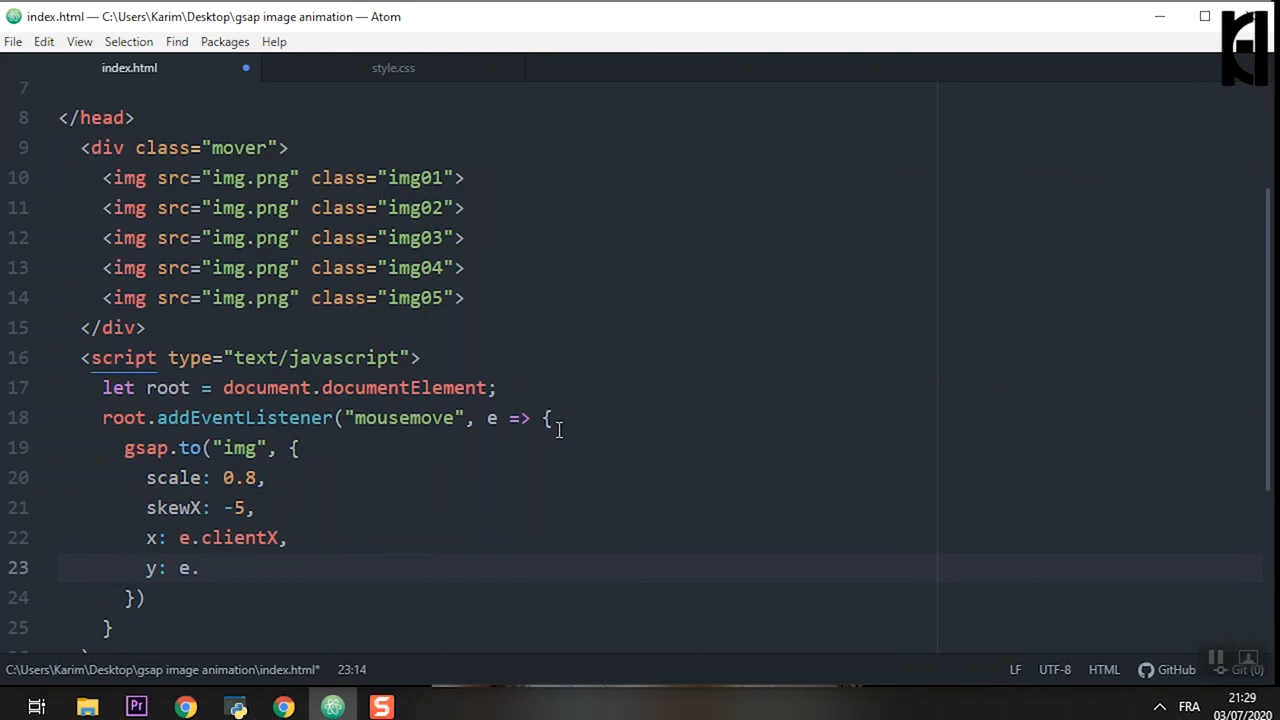 index.html — C:\Users\Karim\Desktop\gsap image animation — Atom
File Edit View Selection Find Packages Help
index.html style.css
7
8 </head>
9 <div class="mover">
10 <img src="img.png" class="img01">
11 <img src="img.png" class="img02">
12 <img src="img.png" class="img03">
13 <img src="img.png" class="img04">
14 <img src="img.png" class="img05">
15 </div>
16 <script type="text/javascript">
17 let root = document.documentElement;
18 root.addEventListener("mousemove", e => {
19 gsap.to("img", {
20 scale: 0.8,
21 skewX: -5,
22 x: e.clientX,
23 y: e.
24 })
25 }
C:\Users\Karim\Desktop\gsap image animation\index.html* 23:14 LF UTF-8 HTML GitHub Git (0)
Pr S FRA 21:29
03/07/2020